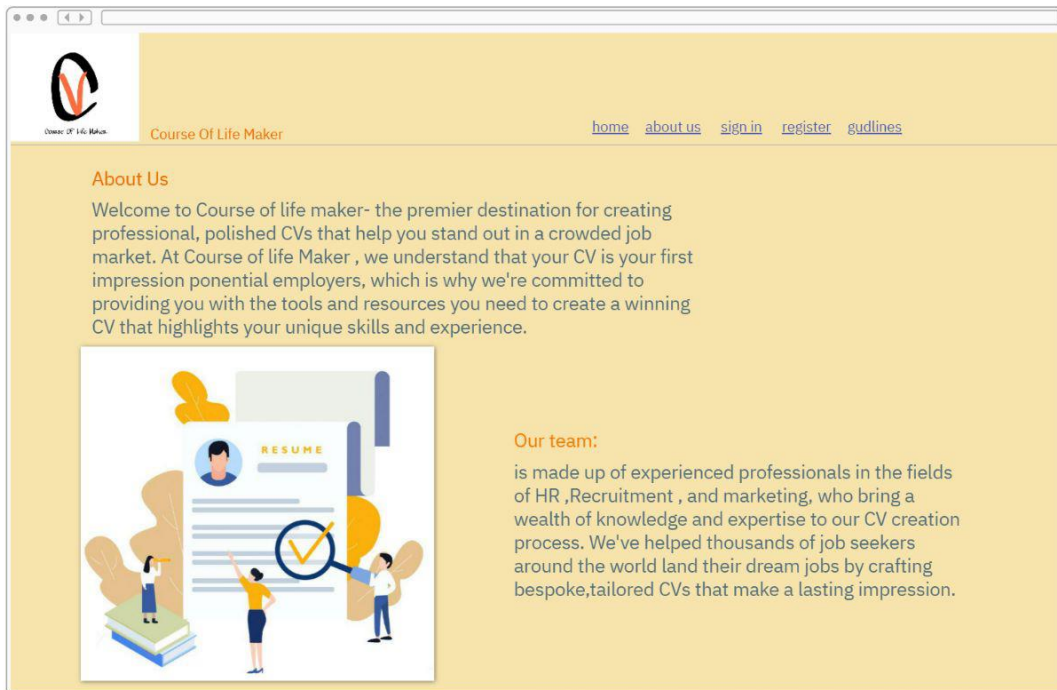 Course OF Life Maker
Course Of Life Maker
home about us sign in register gudlines
About Us
Welcome to Course of life maker- the premier destination for creating
professional, polished CVs that help you stand out in a crowded job
market. At Course of life Maker , we understand that your CV is your first
impression ponential employers, which is why we're committed to
providing you with the tools and resources you need to create a winning
CV that highlights your unique skills and experience.
RESUME
Our team:
is made up of experienced professionals in the fields
of HR ,Recruitment , and marketing, who bring a
wealth of knowledge and expertise to our CV creation
process. We've helped thousands of job seekers
around the world land their dream jobs by crafting
bespoke,tailored CVs that make a lasting impression.